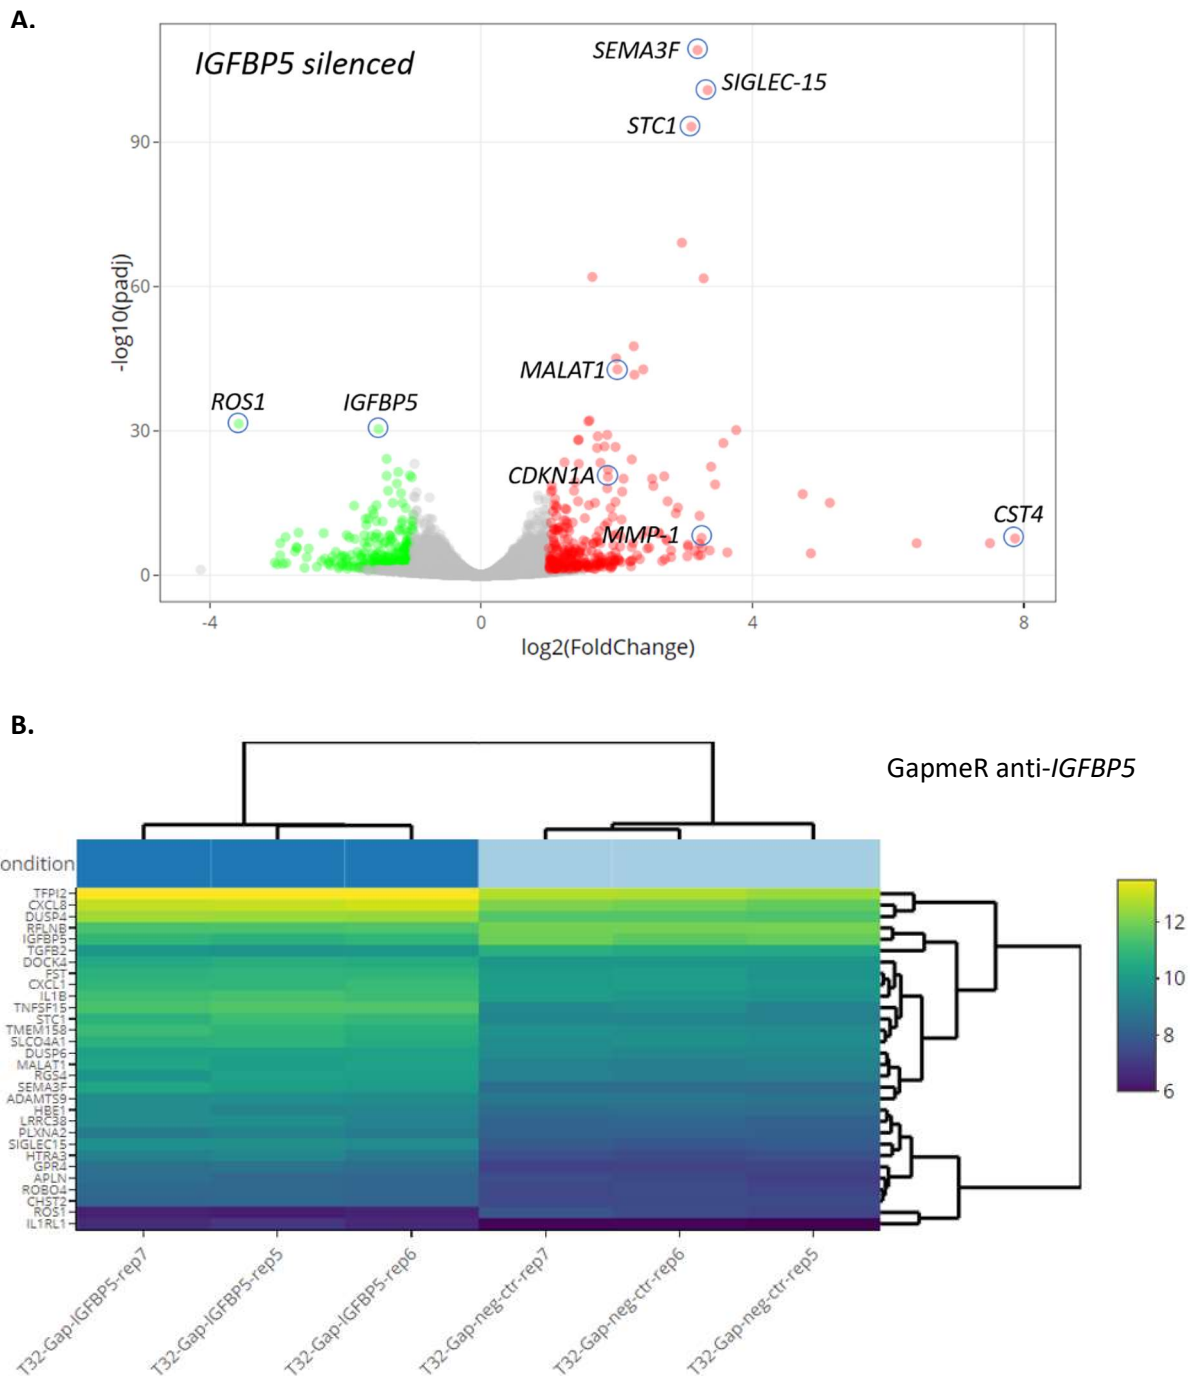 A.
IGFBP5 silenced
SEMA3F
SIGLEC-15
STC1
90
60
-log10(padj)
MALAT1
ROS1
IGFBP5
30
CDKN1A
MMP-1
CST4
0
-4
0
4
8
log2(FoldChange)
B.
GapmeR anti-IGFBP5
ondition
TFPI2
CXCL8
DUSP4
RFLNB
IGFBP5
TGFB2
DOCK4
FST
CXCL1
IL1B
TNFSF15
STC1
TMEM158
SLCO4A1
DUSP6
MALAT1
RGS4
SEMA3F
ADAMTS9
HBE1
LRRC38
PLXNA2
SIGLEC15
HTRA3
GPR4
APLN
ROBO4
CHST2
ROS1
IL1RL1
12
10
8
6
T32-Gap-IGFBP5-rep7
T32-Gap-IGFBP5-rep5
T32-Gap-IGFBP5-rep6
T32-Gap-neg-ctr-rep7
T32-Gap-neg-ctr-rep6
T32-Gap-neg-ctr-rep5